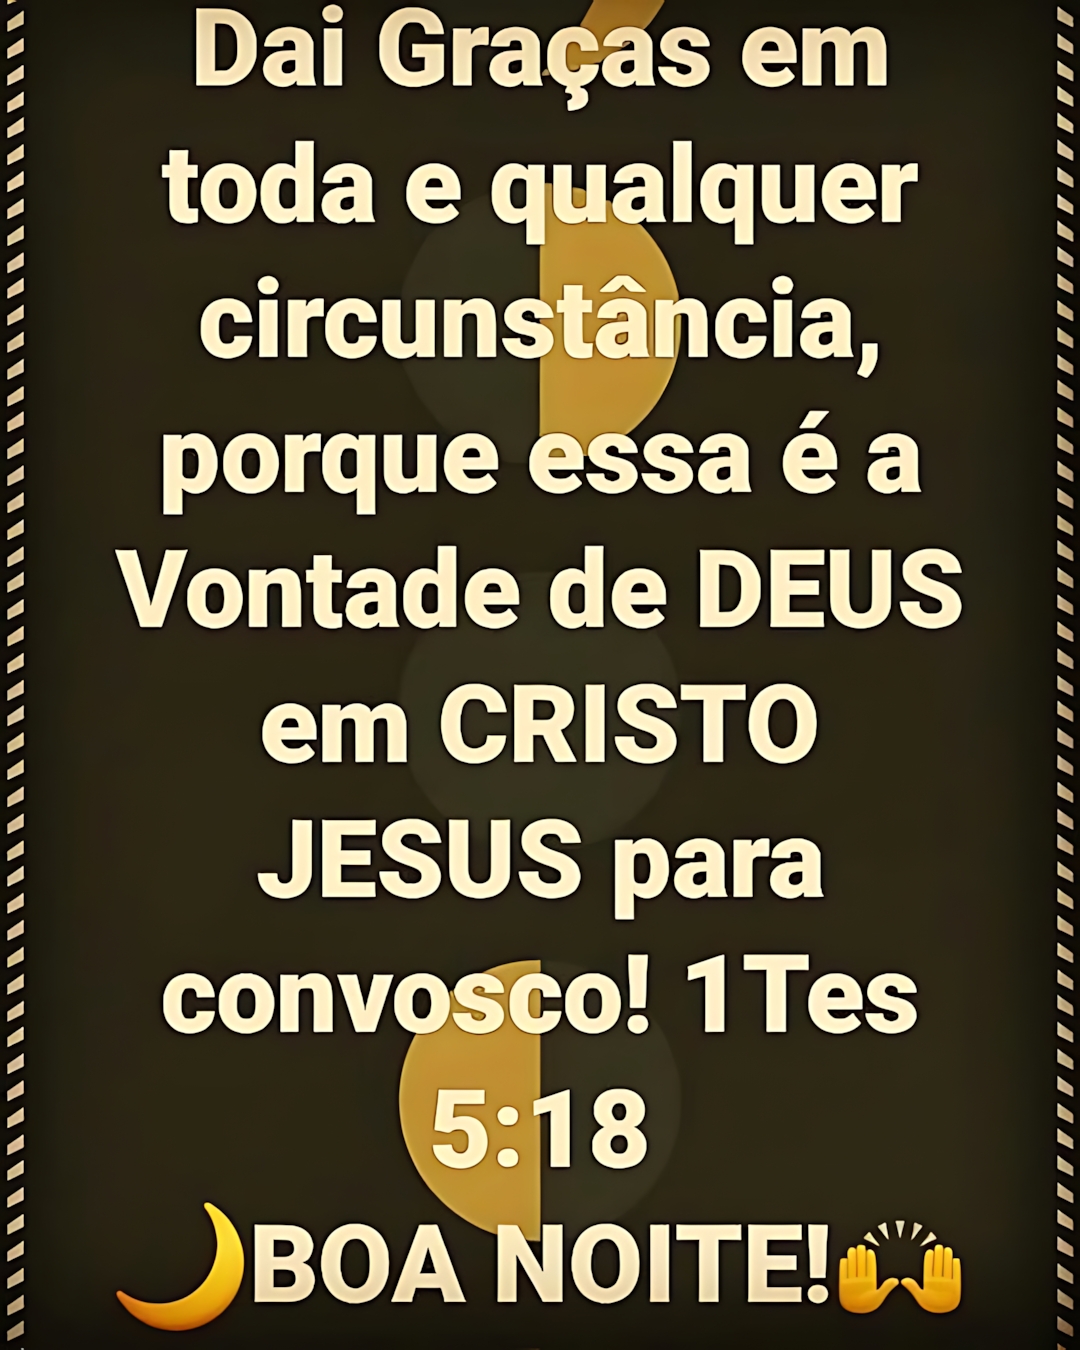 Dai Graças em
toda e qualquer
circunstância,
porque essa é a
Vontade de DEUS
em CRISTO
JESUS para
convosco! 1Tes
5:18
🌙BOA NOITE!🙌